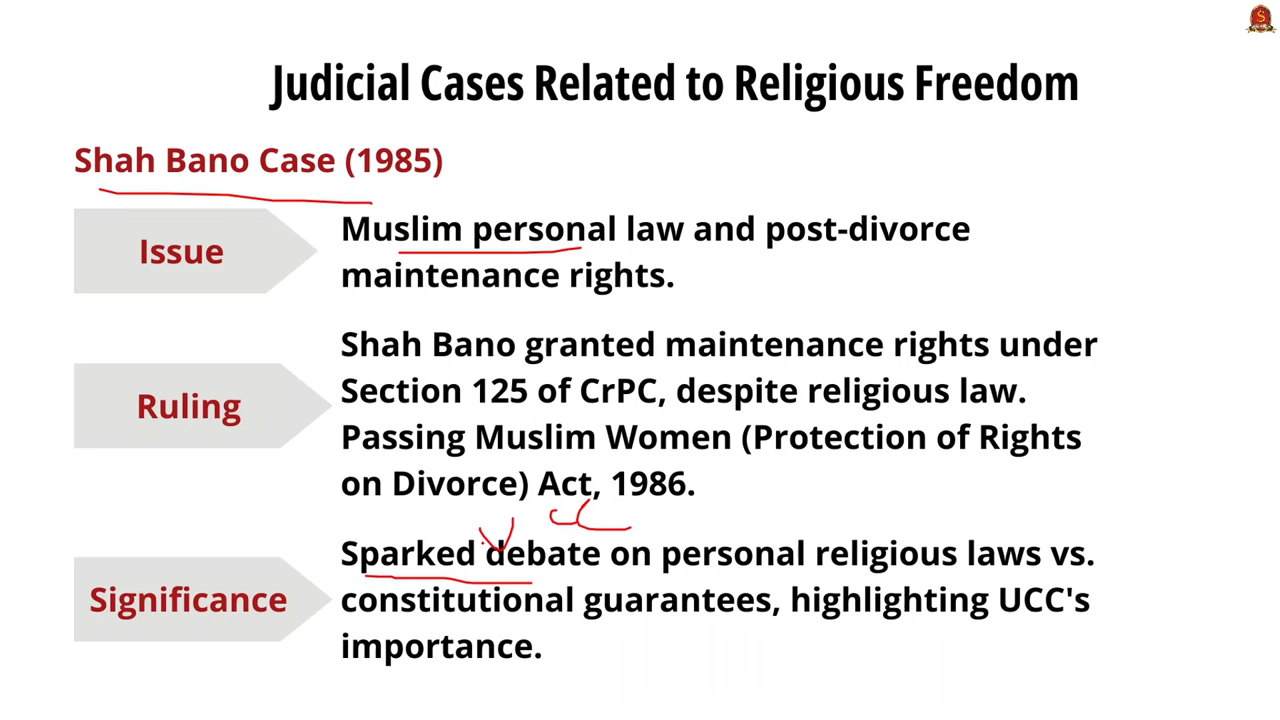 Judicial Cases Related to Religious Freedom
Shah Bano Case (1985)
Issue
Muslim personal law and post-divorce
maintenance rights.
Ruling
Shah Bano granted maintenance rights under
Section 125 of CrPC, despite religious law.
Passing Muslim Women (Protection of Rights
on Divorce) Act, 1986.
Significance
Sparked debate on personal religious laws vs.
constitutional guarantees, highlighting UCC's
importance.